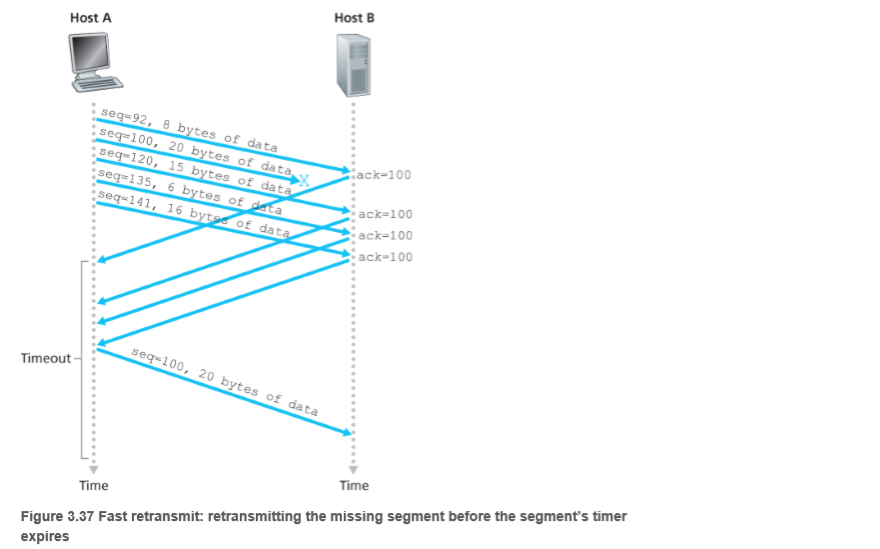 Host A
Host B
seq=92, 8 bytes of data
seq=100, 20 bytes of data
X
seq=120, 15 bytes of data
seq=135, 6 bytes of data
seq=141, 16 bytes of data
ack=100
ack=100
ack=100
ack=100
Timeout
seq=100, 20 bytes of data
Time
Time
Figure 3.37 Fast retransmit: retransmitting the missing segment before the segment's timer
expires